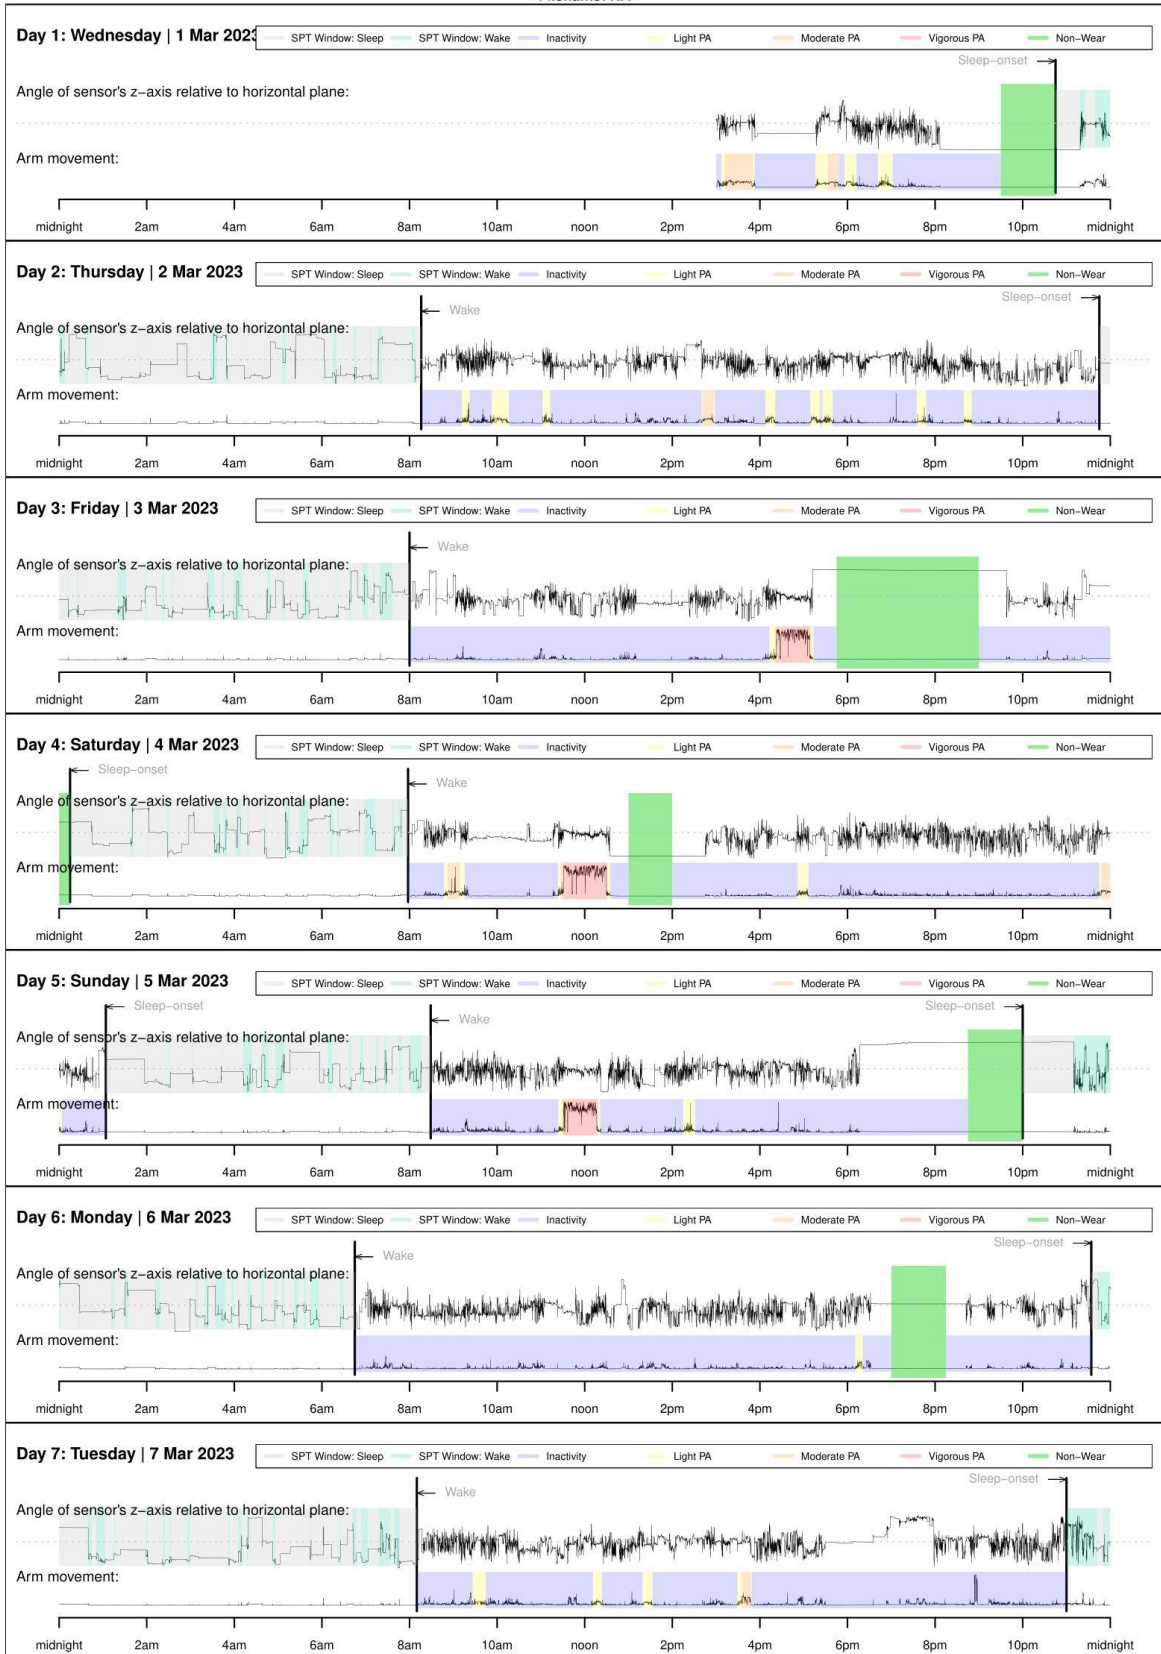 Day 1: Wednesday | 1 Mar 2023 SPT Window: Sleep SPT Window: Wake Inactivity Light PA Moderate PA Vigorous PA Non−Wear
Sleep−onset
Angle of sensor's z−axis relative to horizontal plane:
Arm movement:
midnight 2am 4am 6am 8am 10am noon 2pm 4pm 6pm 8pm 10pm midnight
Day 2: Thursday | 2 Mar 2023 SPT Window: Sleep SPT Window: Wake Inactivity Light PA Moderate PA Vigorous PA Non−Wear
Sleep−onset
Wake
Angle of sensor's z−axis relative to horizontal plane:
Arm movement:
midnight 2am 4am 6am 8am 10am noon 2pm 4pm 6pm 8pm 10pm midnight
Day 3: Friday | 3 Mar 2023 SPT Window: Sleep SPT Window: Wake Inactivity Light PA Moderate PA Vigorous PA Non−Wear
Wake
Angle of sensor's z−axis relative to horizontal plane:
Arm movement:
midnight 2am 4am 6am 8am 10am noon 2pm 4pm 6pm 8pm 10pm midnight
Day 4: Saturday | 4 Mar 2023 SPT Window: Sleep SPT Window: Wake Inactivity Light PA Moderate PA Vigorous PA Non−Wear
Sleep−onset
Wake
Angle of sensor's z−axis relative to horizontal plane:
Arm movement:
midnight 2am 4am 6am 8am 10am noon 2pm 4pm 6pm 8pm 10pm midnight
Day 5: Sunday | 5 Mar 2023 SPT Window: Sleep SPT Window: Wake Inactivity Light PA Moderate PA Vigorous PA Non−Wear
Sleep−onset Sleep−onset
Wake
Angle of sensor's z−axis relative to horizontal plane:
Arm movement:
midnight 2am 4am 6am 8am 10am noon 2pm 4pm 6pm 8pm 10pm midnight
Day 6: Monday | 6 Mar 2023 SPT Window: Sleep SPT Window: Wake Inactivity Light PA Moderate PA Vigorous PA Non−Wear
Sleep−onset
Wake
Angle of sensor's z−axis relative to horizontal plane:
Arm movement:
midnight 2am 4am 6am 8am 10am noon 2pm 4pm 6pm 8pm 10pm midnight
Day 7: Tuesday | 7 Mar 2023 SPT Window: Sleep SPT Window: Wake Inactivity Light PA Moderate PA Vigorous PA Non−Wear
Sleep−onset
Wake
Angle of sensor's z−axis relative to horizontal plane:
Arm movement:
midnight 2am 4am 6am 8am 10am noon 2pm 4pm 6pm 8pm 10pm midnight